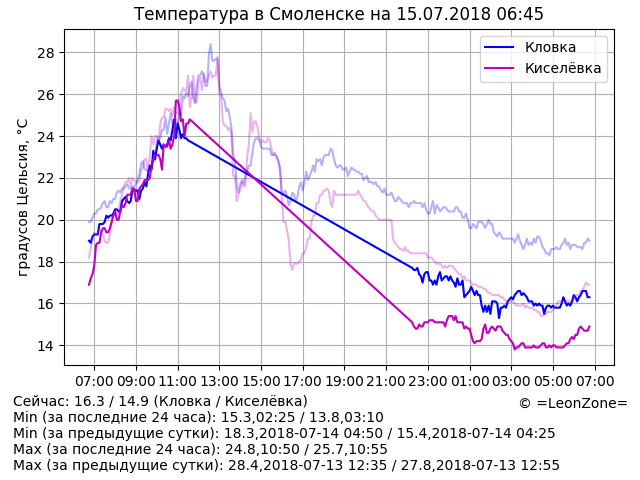 Температура в Смоленске на 15.07.2018 06:45
Кловка
Киселёвка
градусов Цельсия, °C
28
26
24
22
20
18
16
14
07:00 09:00 11:00 13:00 15:00 17:00 19:00 21:00 23:00 01:00 03:00 05:00 07:00
Сейчас: 16.3 / 14.9 (Кловка / Киселёвка)
© =LeonZone=
Min (за последние 24 часа): 15.3,02:25 / 13.8,03:10
Min (за предыдущие сутки): 18.3,2018-07-14 04:50 / 15.4,2018-07-14 04:25
Max (за последние 24 часа): 24.8,10:50 / 25.7,10:55
Max (за предыдущие сутки): 28.4,2018-07-13 12:35 / 27.8,2018-07-13 12:55